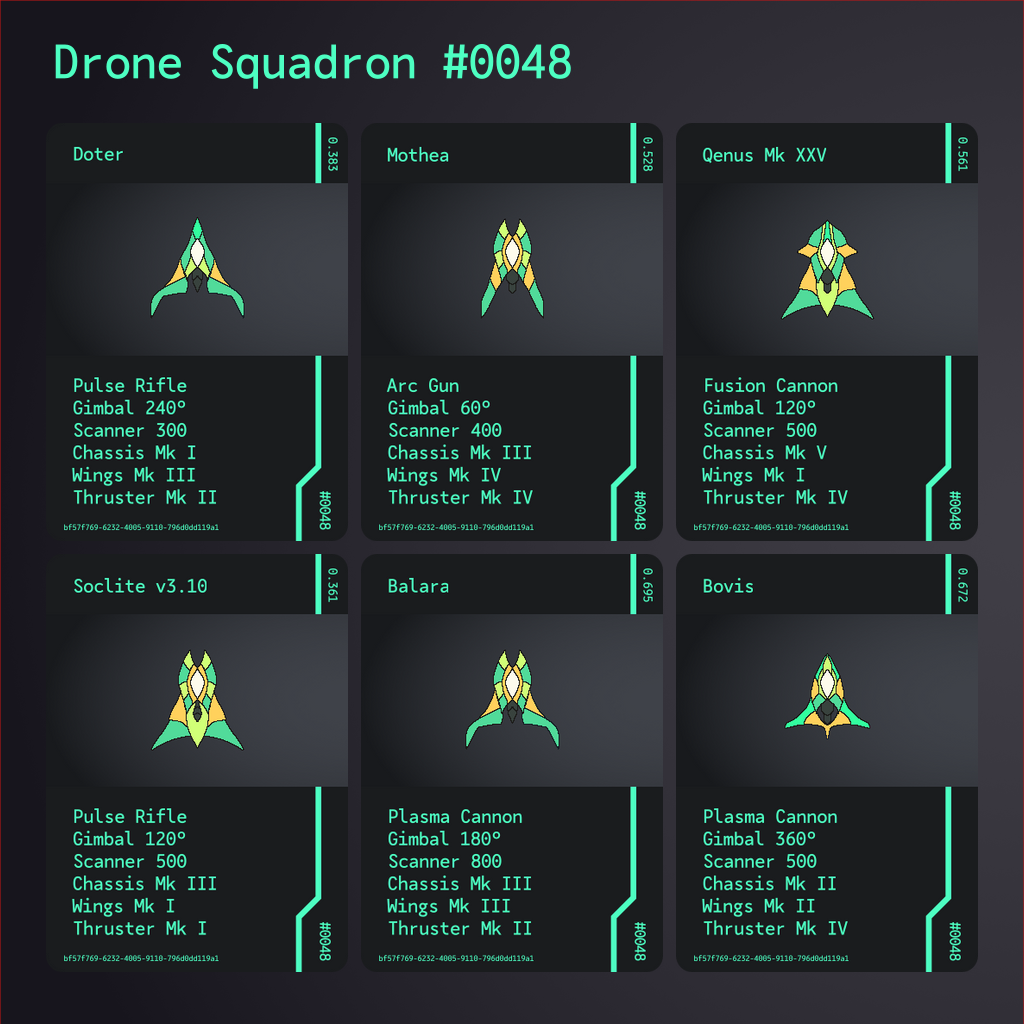 Drone Squadron #0048
Doter
0.383
Pulse Rifle
Gimbal 240°
Scanner 300
Chassis Mk I
Wings Mk III
Thruster Mk II
#0048
bf57f769-6232-4005-9110-796d0dd119a1
Mothea
0.528
Arc Gun
Gimbal 60°
Scanner 400
Chassis Mk III
Wings Mk IV
Thruster Mk IV
#0048
bf57f769-6232-4005-9110-796d0dd119a1
Qenus Mk XXV
0.561
Fusion Cannon
Gimbal 120°
Scanner 500
Chassis Mk V
Wings Mk I
Thruster Mk IV
#0048
bf57f769-6232-4005-9110-796d0dd119a1
Soclite v3.10
0.361
Pulse Rifle
Gimbal 120°
Scanner 500
Chassis Mk III
Wings Mk I
Thruster Mk I
#0048
bf57f769-6232-4005-9110-796d0dd119a1
Balara
0.695
Plasma Cannon
Gimbal 180°
Scanner 800
Chassis Mk III
Wings Mk III
Thruster Mk II
#0048
bf57f769-6232-4005-9110-796d0dd119a1
Bovis
0.672
Plasma Cannon
Gimbal 360°
Scanner 500
Chassis Mk II
Wings Mk II
Thruster Mk IV
#0048
bf57f769-6232-4005-9110-796d0dd119a1